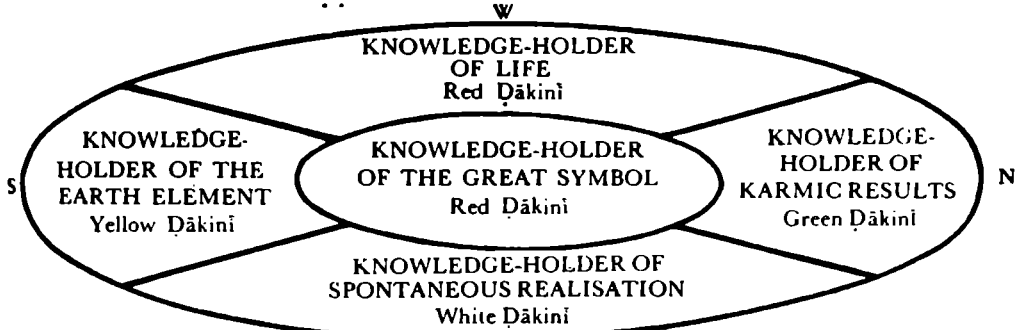 W
KNOWLEDGE-HOLDER
OF LIFE
Red Ḍākinī
KNOWLEDGE-
HOLDER OF THE
EARTH ELEMENT
Yellow Ḍākinī
S
KNOWLEDGE-HOLDER
OF THE GREAT SYMBOL
Red Ḍākinī
KNOWLEDGE-
HOLDER OF
KARMIC RESULTS
Green Ḍākinī
N
KNOWLEDGE-HOLDER OF
SPONTANEOUS REALISATION
White Ḍākinī